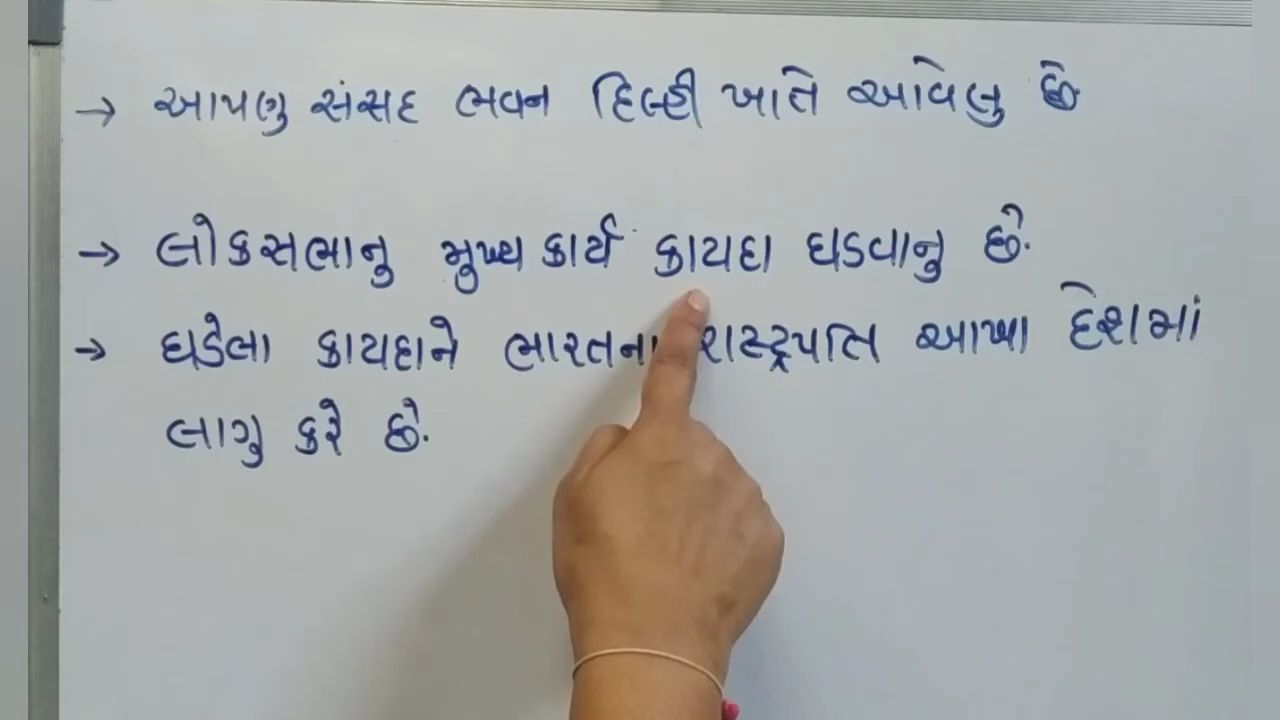 → આપણુ સંસદ ભવન દિલ્હી ખાતે આવેલુ છે
→ લોકસભાનુ મુખ્ય કાર્ય કાયદા ઘડવાનુ છે.
→ ઘડેલા કાયદાને ભારતના રાસ્ટ્રપતિ આખા દેશમાં
લાગુ કરે છે.